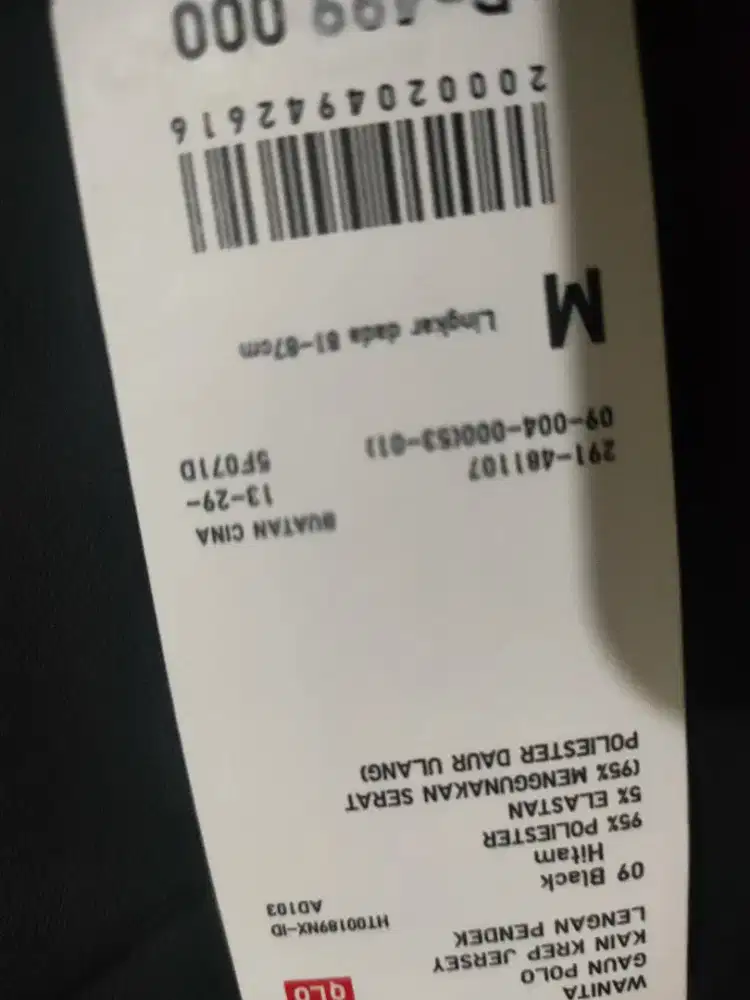 QLO
WANITA
GAUN POLO
KAIN KREP JERSEY
LENGAN PENDEK
HT00189NX-ID
AD103
09 Black
Hitam
95% POLIESTER
5% ELASTAN
(95% MENGGUNAKAN SERAT
POLIESTER DAUR ULANG)
BUATAN CINA
291-481107
13-29-
09-004-000(53-01)
5F071D
M
Lingkar dada 81-87cm
2000204942616
499 000